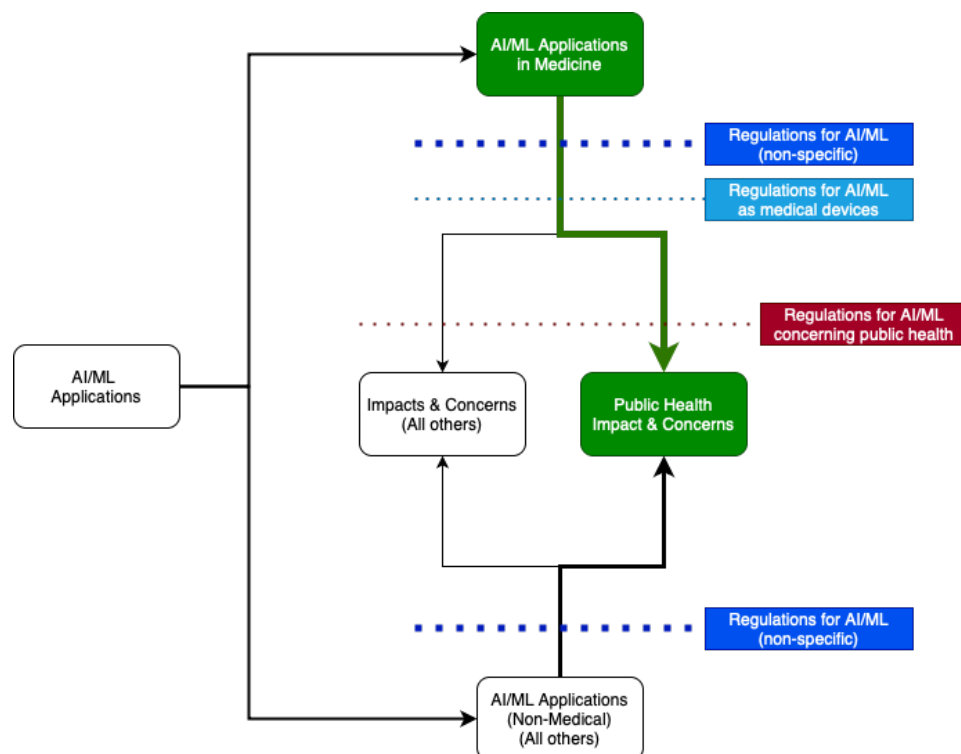 AI/ML Applications
in Medicine
Regulations for AI/ML
(non-specific)
Regulations for AI/ML
as medical devices
Regulations for AI/ML
concerning public health
AI/ML
Applications
Impacts & Concerns
(All others)
Public Health
Impact & Concerns
Regulations for AI/ML
(non-specific)
AI/ML Applications
(Non-Medical)
(All others)